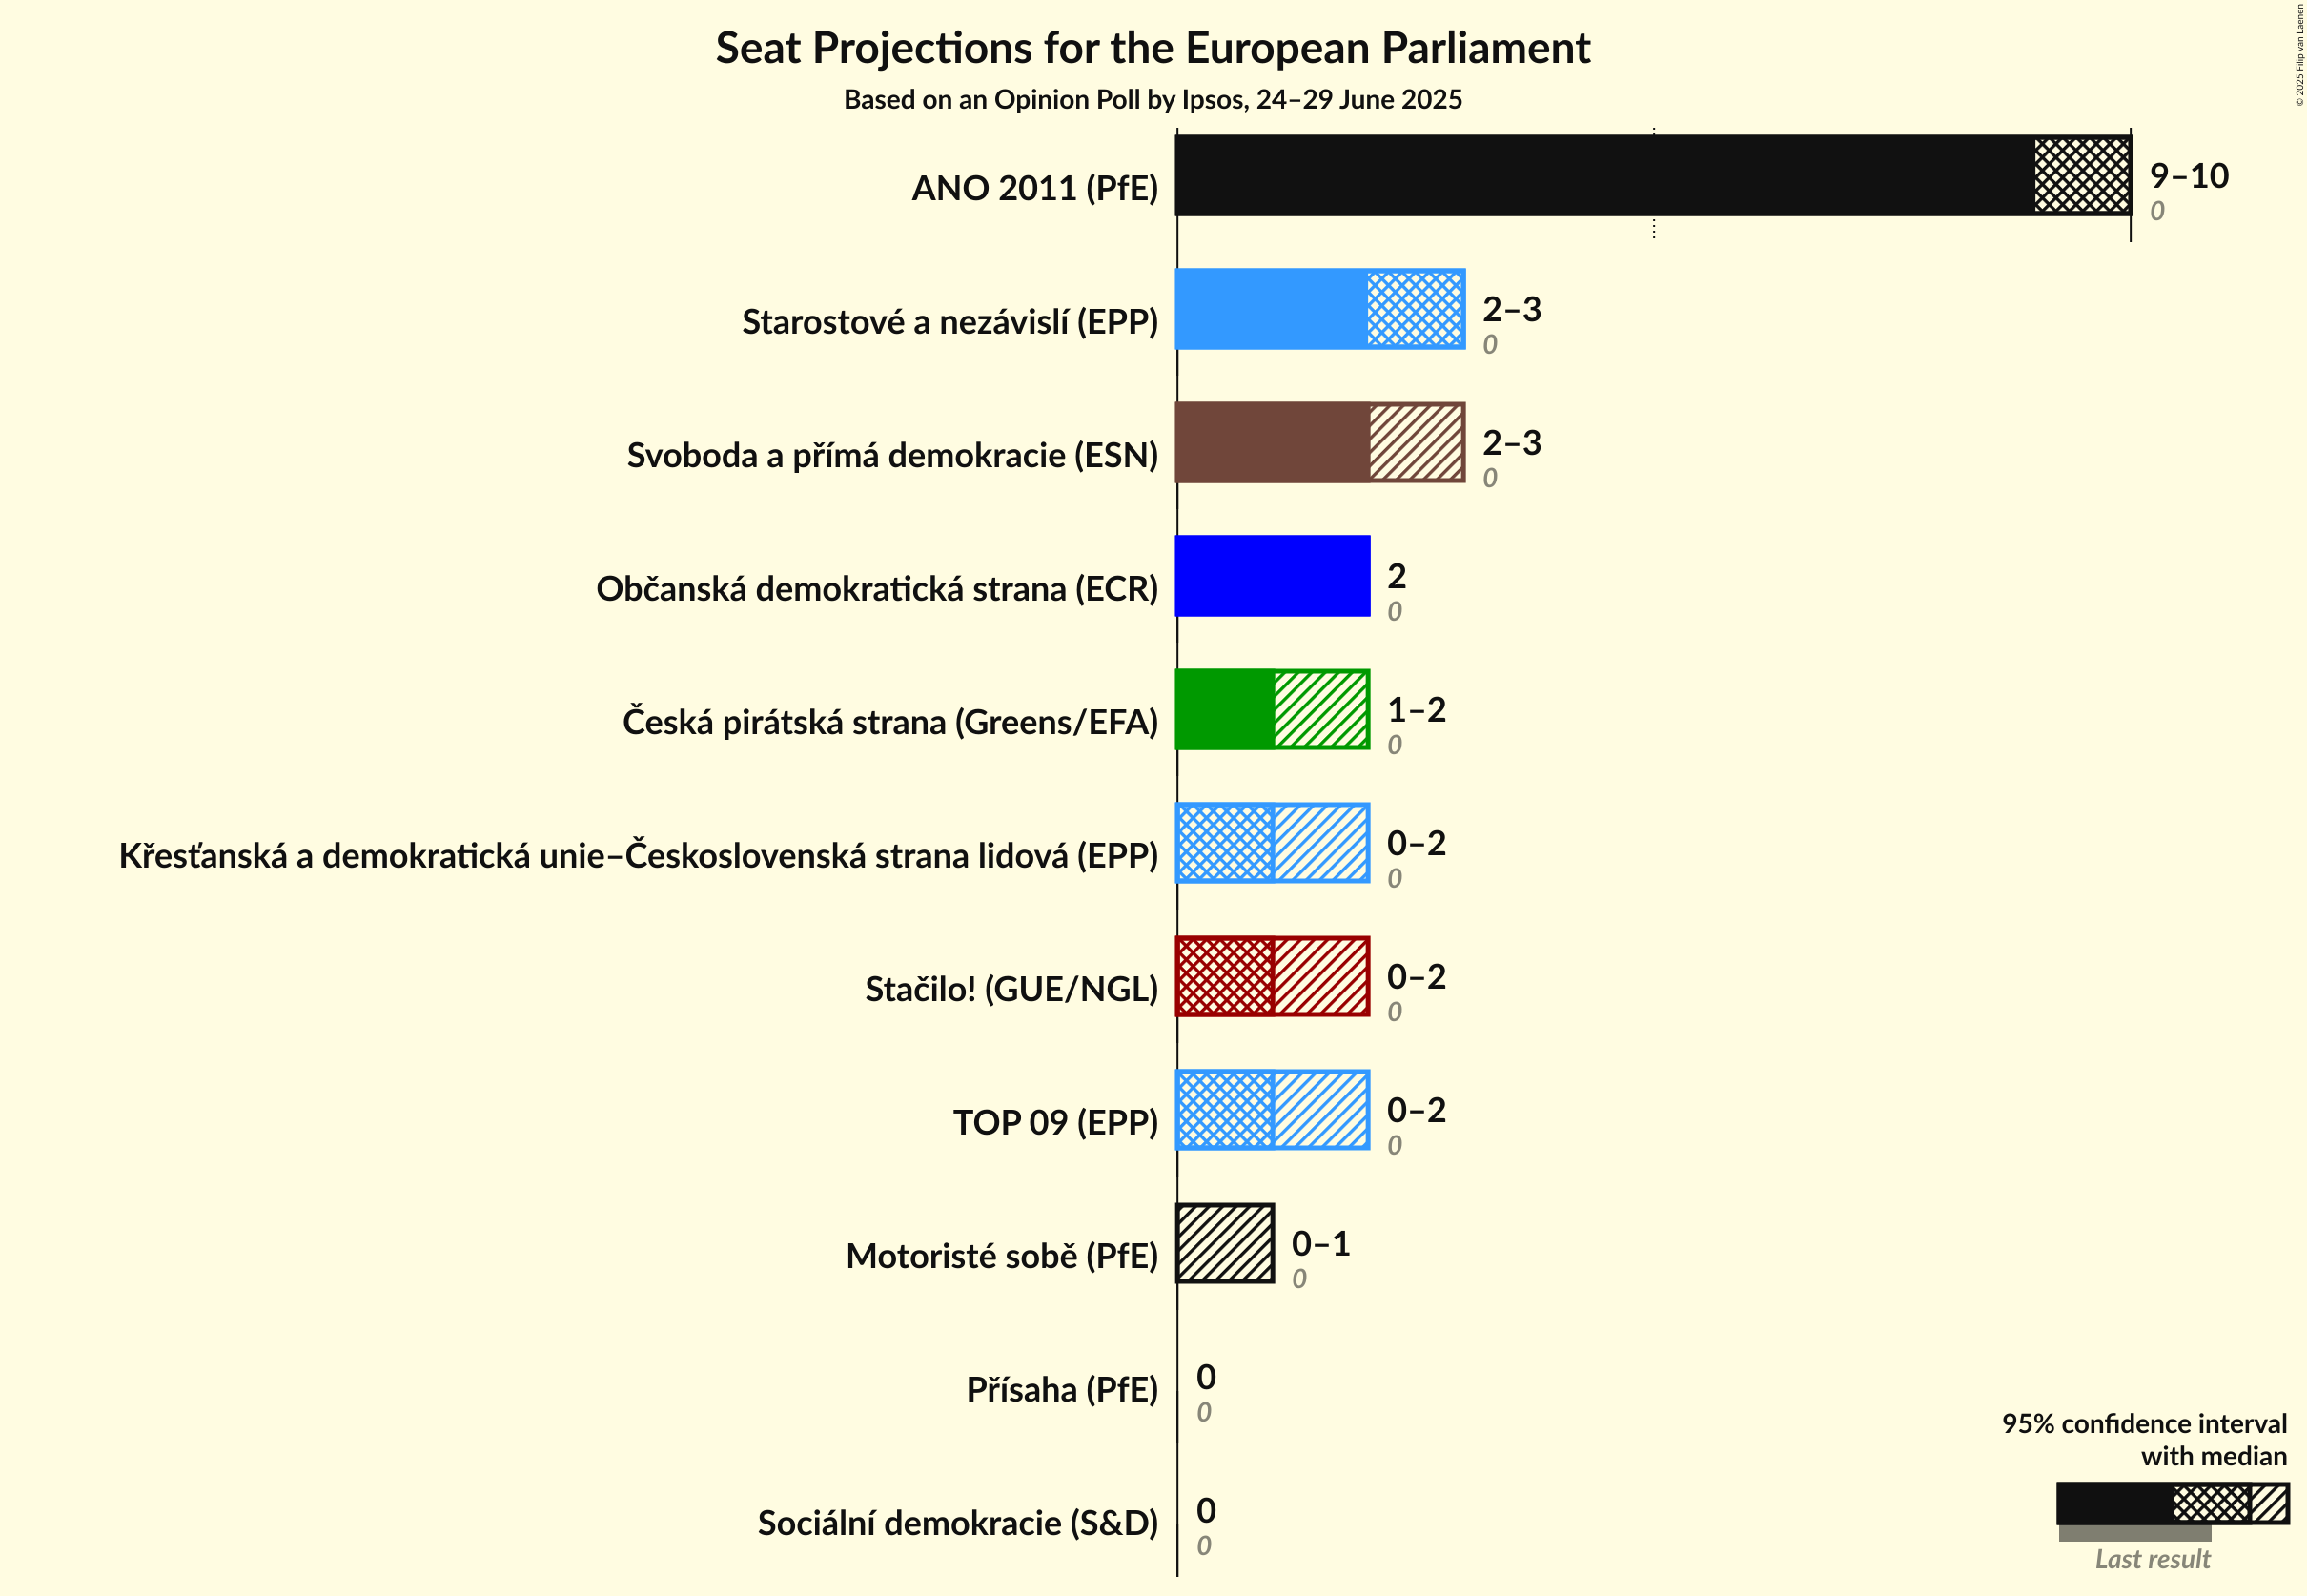 Seat Projections for the European Parliament
Based on an Opinion Poll by Ipsos, 24–29 June 2025
© 2025 Filip van Laenen
ANO 2011 (PfE)
9–10
0
Starostové a nezávislí (EPP)
2–3
0
Svoboda a přímá demokracie (ESN)
2–3
0
Občanská demokratická strana (ECR)
2
0
Česká pirátská strana (Greens/EFA)
1–2
0
Křesťanská a demokratická unie–Československá strana lidová (EPP)
0–2
0
Stačilo! (GUE/NGL)
0–2
0
TOP 09 (EPP)
0–2
0
Motoristé sobě (PfE)
0–1
0
Přísaha (PfE)
0
0
Sociální demokracie (S&D)
0
0
95% confidence interval
with median
Last result